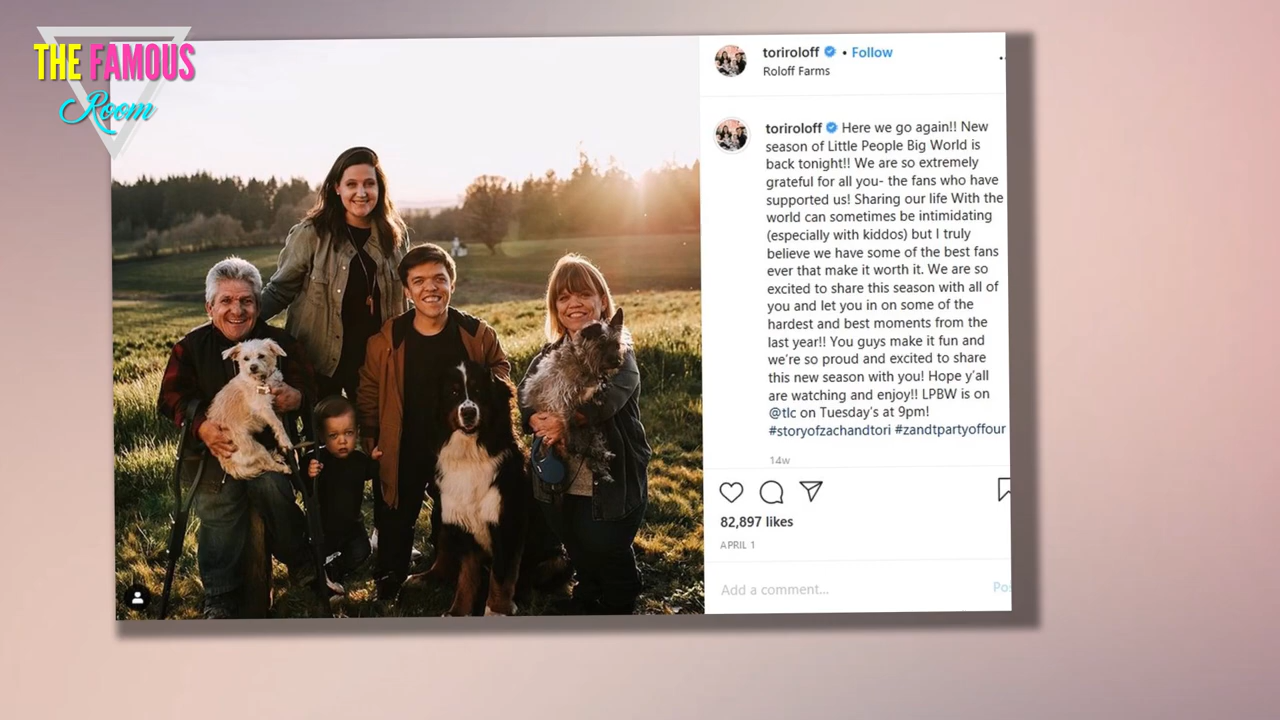 THE FAMOUS
Room
toriroloff • Follow
Roloff Farms
toriroloff Here we go again!! New
season of Little People Big World is
back tonight!! We are so extremely
grateful for all you- the fans who have
supported us! Sharing our life With the
world can sometimes be intimidating
(especially with kiddos) but I truly
believe we have some of the best fans
ever that make it worth it. We are so
excited to share this season with all of
you and let you in on some of the
hardest and best moments from the
last year!! You guys make it fun and
we're so proud and excited to share
this new season with you! Hope y'all
are watching and enjoy!! LPBW is on
@tlc on Tuesday's at 9pm!
#storyofzachandtori #zandtpartyoffour
14w
82,897 likes
APRIL 1
Add a comment...